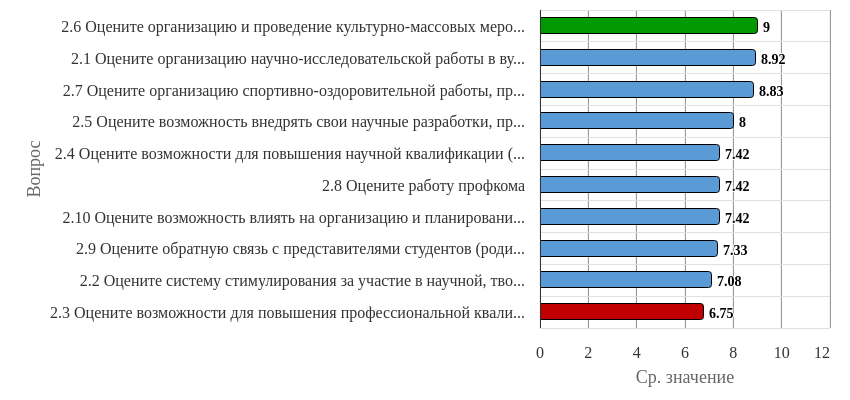 2.6 Оцените организацию и проведение культурно-массовых меро... 9
2.1 Оцените организацию научно-исследовательской работы в ву... 8.92
2.7 Оцените организацию спортивно-оздоровительной работы, пр... 8.83
2.5 Оцените возможность внедрять свои научные разработки, пр... 8
2.4 Оцените возможности для повышения научной квалификации (... 7.42
2.8 Оцените работу профкома 7.42
2.10 Оцените возможность влиять на организацию и планировани... 7.42
2.9 Оцените обратную связь с представителями студентов (роди... 7.33
2.2 Оцените систему стимулирования за участие в научной, тво... 7.08
2.3 Оцените возможности для повышения профессиональной квали... 6.75
Вопрос
0 2 4 6 8 10 12
Ср. значение